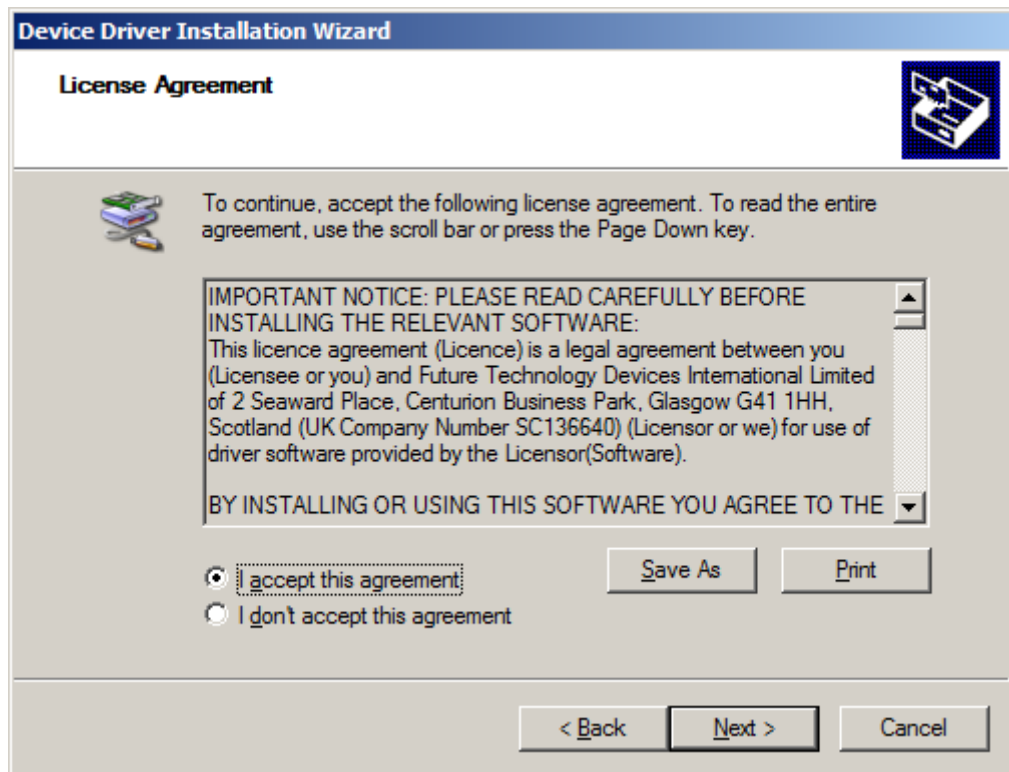 Device Driver Installation Wizard
License Agreement
To continue, accept the following license agreement. To read the entire
agreement, use the scroll bar or press the Page Down key.
IMPORTANT NOTICE: PLEASE READ CAREFULLY BEFORE
INSTALLING THE RELEVANT SOFTWARE:
This licence agreement (Licence) is a legal agreement between you
(Licensee or you) and Future Technology Devices International Limited
of 2 Seaward Place, Centurion Business Park, Glasgow G41 1HH,
Scotland (UK Company Number SC136640) (Licensor or we) for use of
driver software provided by the Licensor(Software).
BY INSTALLING OR USING THIS SOFTWARE YOU AGREE TO THE
I accept this agreement
Save As
Print
I don't accept this agreement
< Back
Next >
Cancel